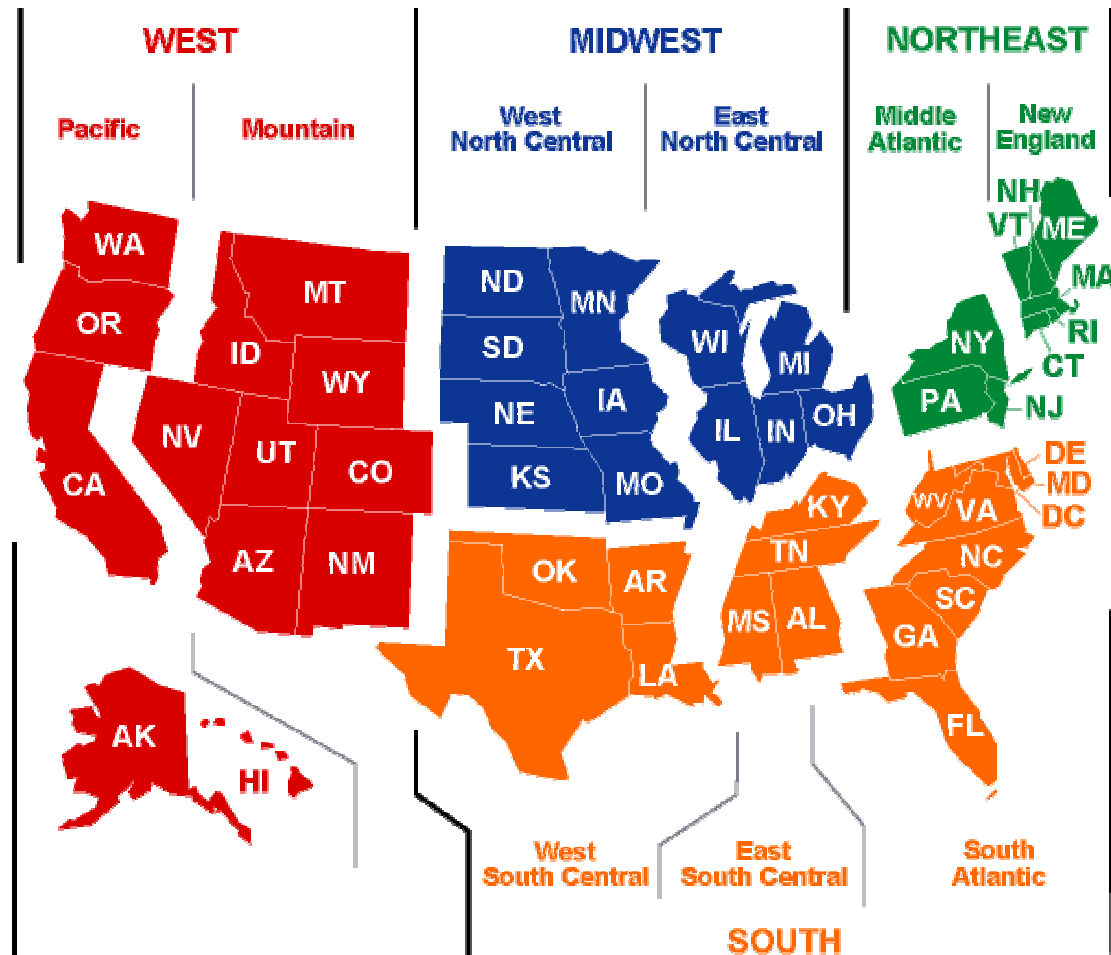 WEST
MIDWEST
NORTHEAST
Pacific
Mountain
West
North Central
East
North Central
Middle
Atlantic
New
England
NH
VT
ME
MA
RI
CT
NY
PA
NJ
WA
OR
CA
MT
ID
WY
NV
UT
CO
AZ
NM
AK
HI
ND
SD
NE
KS
MN
IA
MO
WI
MI
IL
IN
OH
OK
AR
TX
LA
KY
TN
MS
AL
WV
VA
DE
MD
DC
NC
SC
GA
FL
West
South Central
East
South Central
South
Atlantic
SOUTH